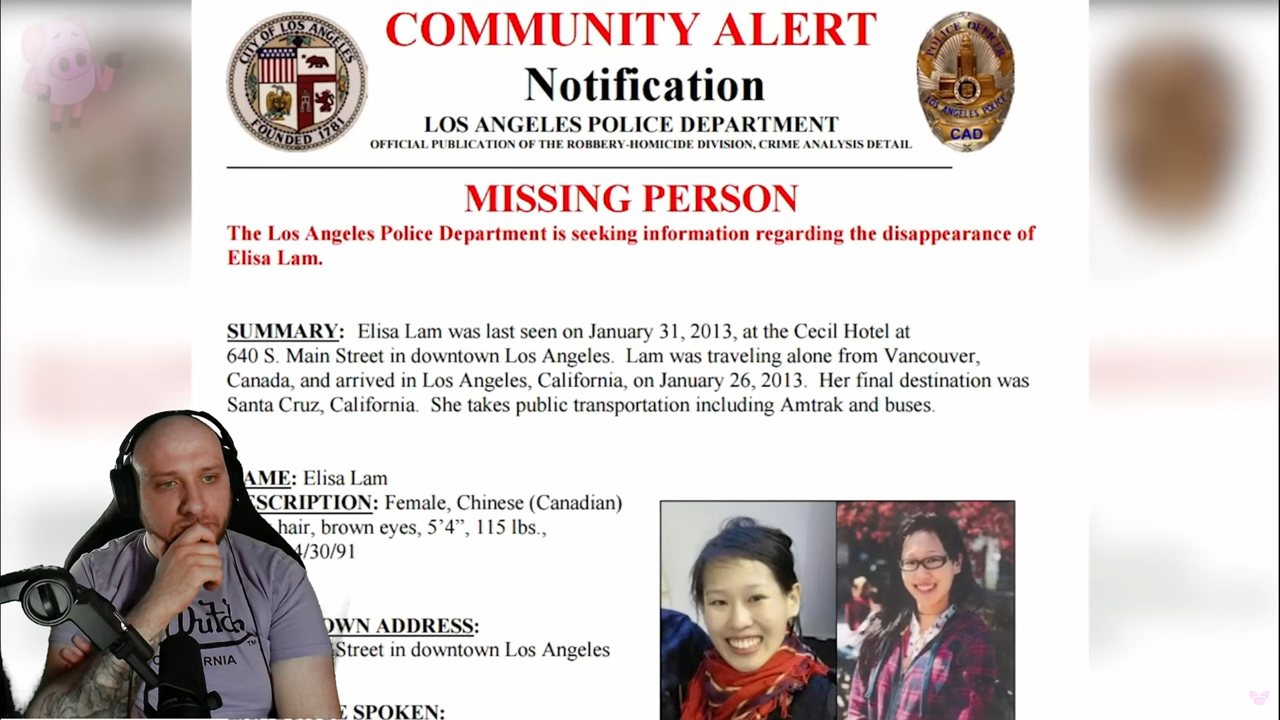 COMMUNITY ALERT
Notification
LOS ANGELES POLICE DEPARTMENT
OFFICIAL PUBLICATION OF THE ROBBERY-HOMICIDE DIVISION, CRIME ANALYSIS DETAIL
CITY OF LOS ANGELES
FOUNDED 1781
POLICE OFFICER
LOS ANGELES POLICE
CAD
MISSING PERSON
The Los Angeles Police Department is seeking information regarding the disappearance of
Elisa Lam.
SUMMARY: Elisa Lam was last seen on January 31, 2013, at the Cecil Hotel at
640 S. Main Street in downtown Los Angeles. Lam was traveling alone from Vancouver,
Canada, and arrived in Los Angeles, California, on January 26, 2013. Her final destination was
Santa Cruz, California. She takes public transportation including Amtrak and buses.
AME: Elisa Lam
ESCRIPTION: Female, Chinese (Canadian)
hair, brown eyes, 5’4”, 115 lbs.,
4/30/91
OWN ADDRESS:
Street in downtown Los Angeles
E SPOKEN:
Dutch
CALIFORNIA